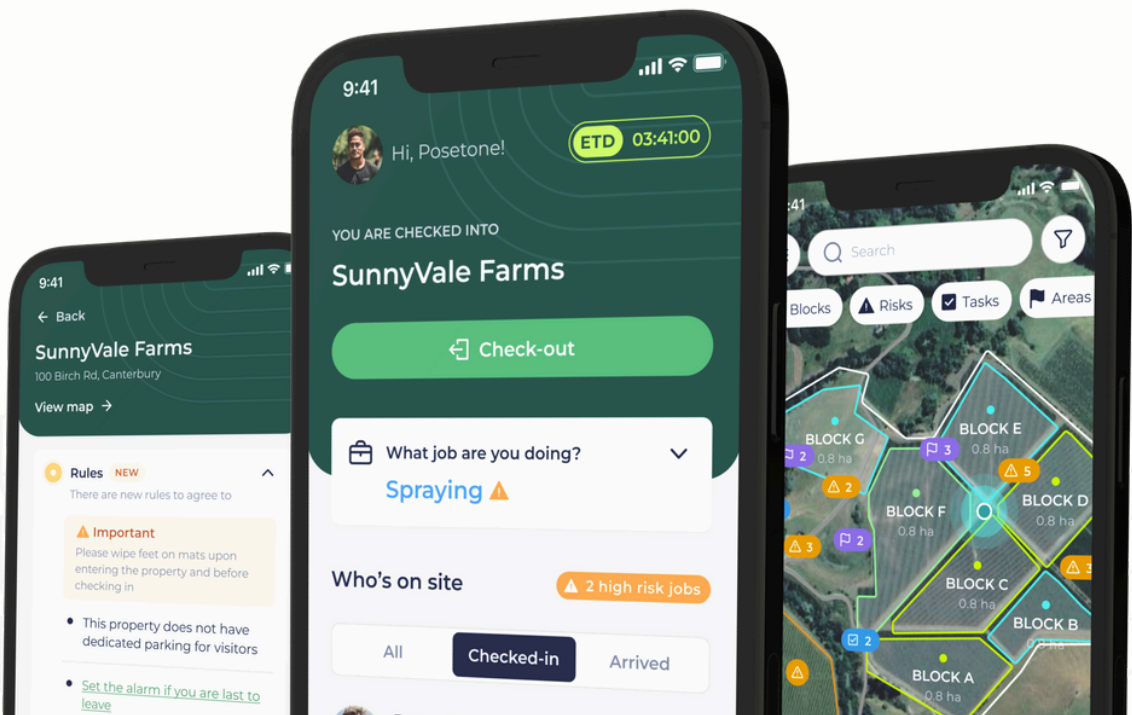 9:41
← Back
SunnyVale Farms
100 Birch Rd, Canterbury
View map →
Rules NEW
There are new rules to agree to
Important
Please wipe feet on mats upon
entering the property and before
checking in
• This property does not have
dedicated parking for visitors
• Set the alarm if you are last to
leave
9:41
Hi, Posetone!
ETD 03:41:00
YOU ARE CHECKED INTO
SunnyVale Farms
Check-out
What job are you doing?
Spraying
Who's on site
2 high risk jobs
All
Checked-in
Arrived
:41
Search
Blocks
Risks
Tasks
Areas
BLOCK G
0.8 ha
2
2
BLOCK E
0.8 ha
3
5
BLOCK D
0.8 ha
BLOCK F
0.8 ha
2
3
BLOCK C
0.8 ha
3
BLOCK B
0.8 ha
2
BLOCK A
0.8 ha